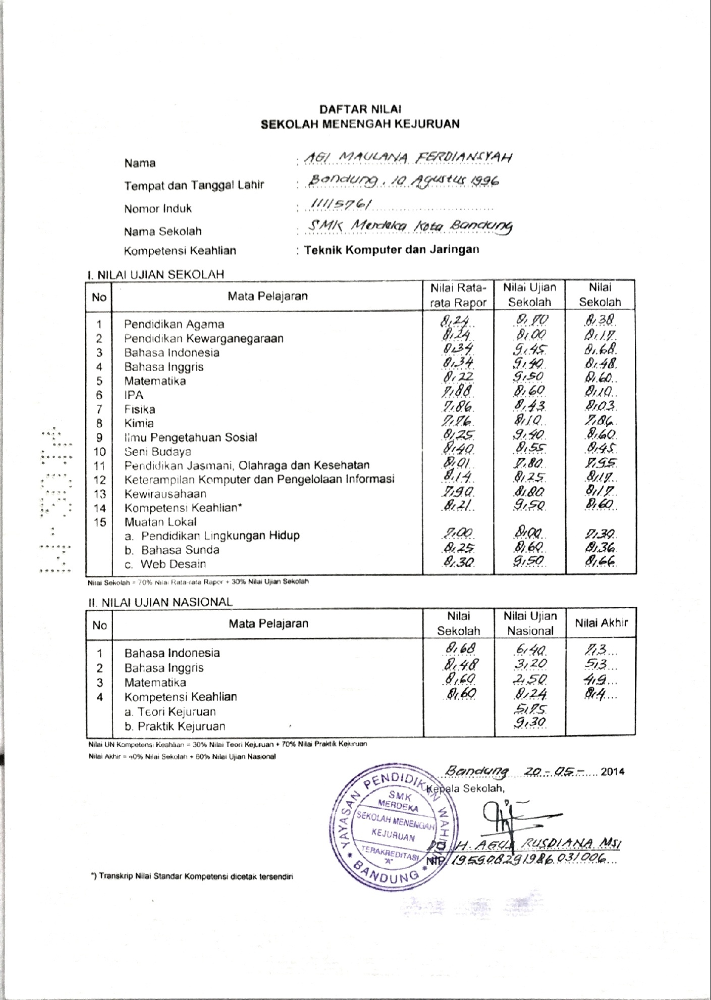 DAFTAR NILAI
SEKOLAH MENENGAH KEJURUAN
Nama : AGI MAULANA FERDIANSYAH
Tempat dan Tanggal Lahir : Bandung, 10 Agustus 1996
Nomor Induk : 111115761
Nama Sekolah : SMK Merdeka Kota Bandung
Kompetensi Keahlian : Teknik Komputer dan Jaringan
I. NILAI UJIAN SEKOLAH
No Mata Pelajaran Nilai Rata-rata Rapor Nilai Ujian Sekolah Nilai Sekolah
1 Pendidikan Agama 8,24 8,70 8,38
2 Pendidikan Kewarganegaraan 8,24 8,00 8,17
3 Bahasa Indonesia 8,34 9,45 8,68
4 Bahasa Inggris 8,34 9,40 8,48
5 Matematika 8,22 9,50 8,60
6 IPA 7,88 8,60 8,10
7 Fisika 7,86 8,43 8,03
8 Kimia 7,76 8,10 7,86
9 Ilmu Pengetahuan Sosial 8,25 9,40 8,60
10 Seni Budaya 8,40 8,55 8,45
11 Pendidikan Jasmani, Olahraga dan Kesehatan 8,01 7,80 7,95
12 Keterampilan Komputer dan Pengelolaan Informasi 8,14 8,25 8,17
13 Kewirausahaan 7,90 8,80 8,17
14 Kompetensi Keahlian* 8,21 9,50 8,60
15 Muatan Lokal
a. Pendidikan Lingkungan Hidup 7,00 8,00 7,30
b. Bahasa Sunda 8,25 8,60 8,36
c. Web Desain 8,30 9,50 8,66
Nilai Sekolah = 70% Nilai Rata-rata Rapor + 30% Nilai Ujian Sekolah
II. NILAI UJIAN NASIONAL
No Mata Pelajaran Nilai Sekolah Nilai Ujian Nasional Nilai Akhir
1 Bahasa Indonesia 8,68 6,40 7,3
2 Bahasa Inggris 8,48 3,20 5,3
3 Matematika 8,60 2,50 4,9
4 Kompetensi Keahlian 8,60 8,24 8,4
a. Teori Kejuruan 5,75
b. Praktik Kejuruan 9,30
Nilai UN Kompetensi Keahlian = 30% Nilai Teori Kejuruan + 70% Nilai Praktik Kejuruan
Nilai Akhir = 40% Nilai Sekolah + 60% Nilai Ujian Nasional
Bandung, 20-05- 2014
Kepala Sekolah,
YAYASAN PENDIDIKAN
SMK
MERDEKA
SEKOLAH MENENGAH
KEJURUAN
TERAKREDITASI
"A"
BANDUNG
H. AGUS RUSDIANA MSi
NIP. 195908291986031006
*) Transkrip Nilai Standar Kompetensi dicetak tersendiri